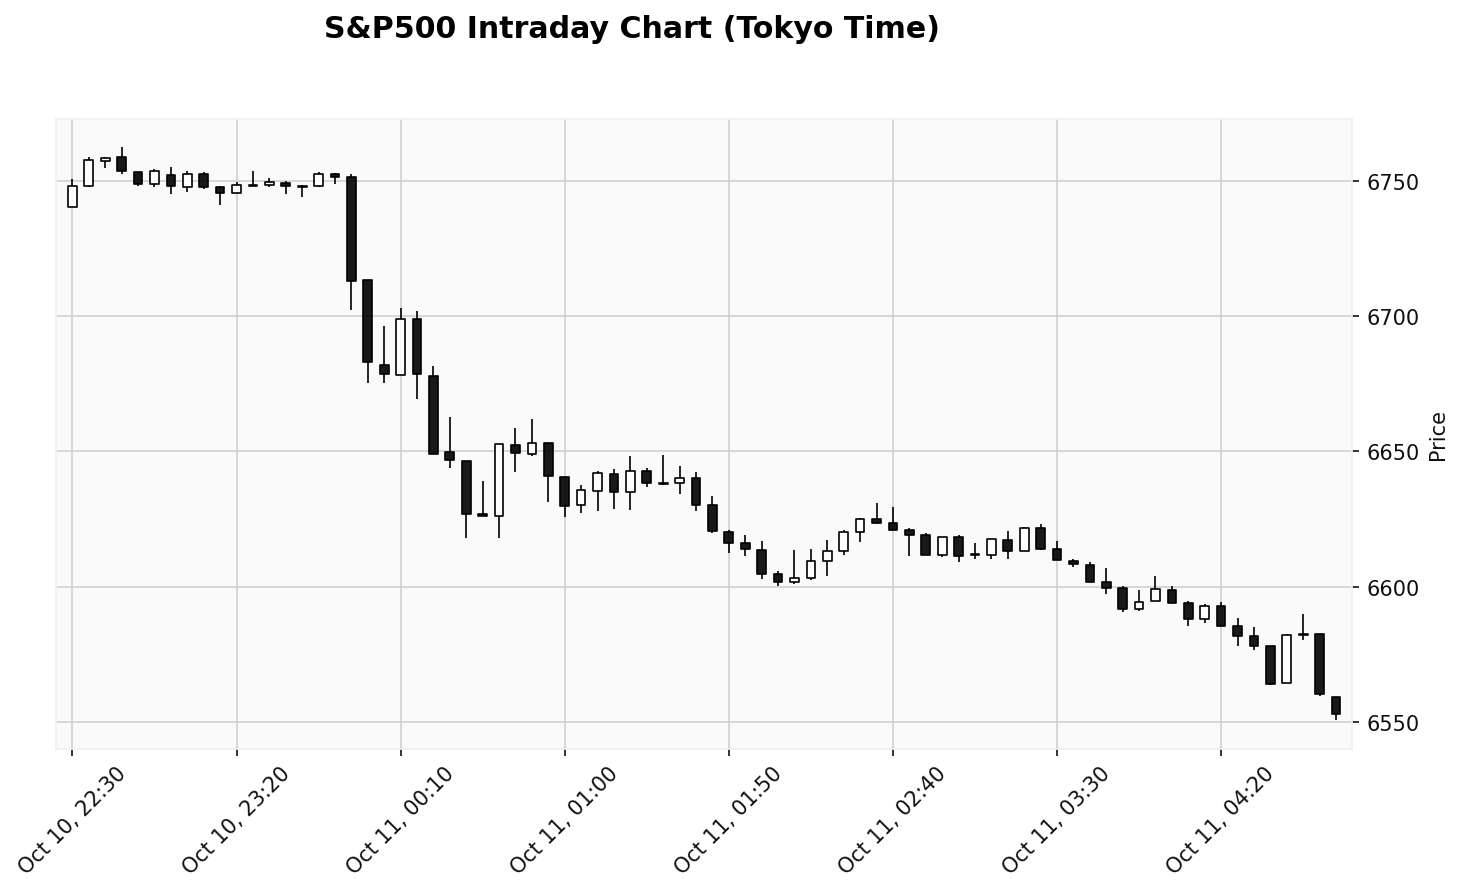 S&P500 Intraday Chart (Tokyo Time)
6750
6700
6650
6600
6550
Price
Oct 10, 22:30
Oct 10, 23:20
Oct 11, 00:10
Oct 11, 01:00
Oct 11, 01:50
Oct 11, 02:40
Oct 11, 03:30
Oct 11, 04:20